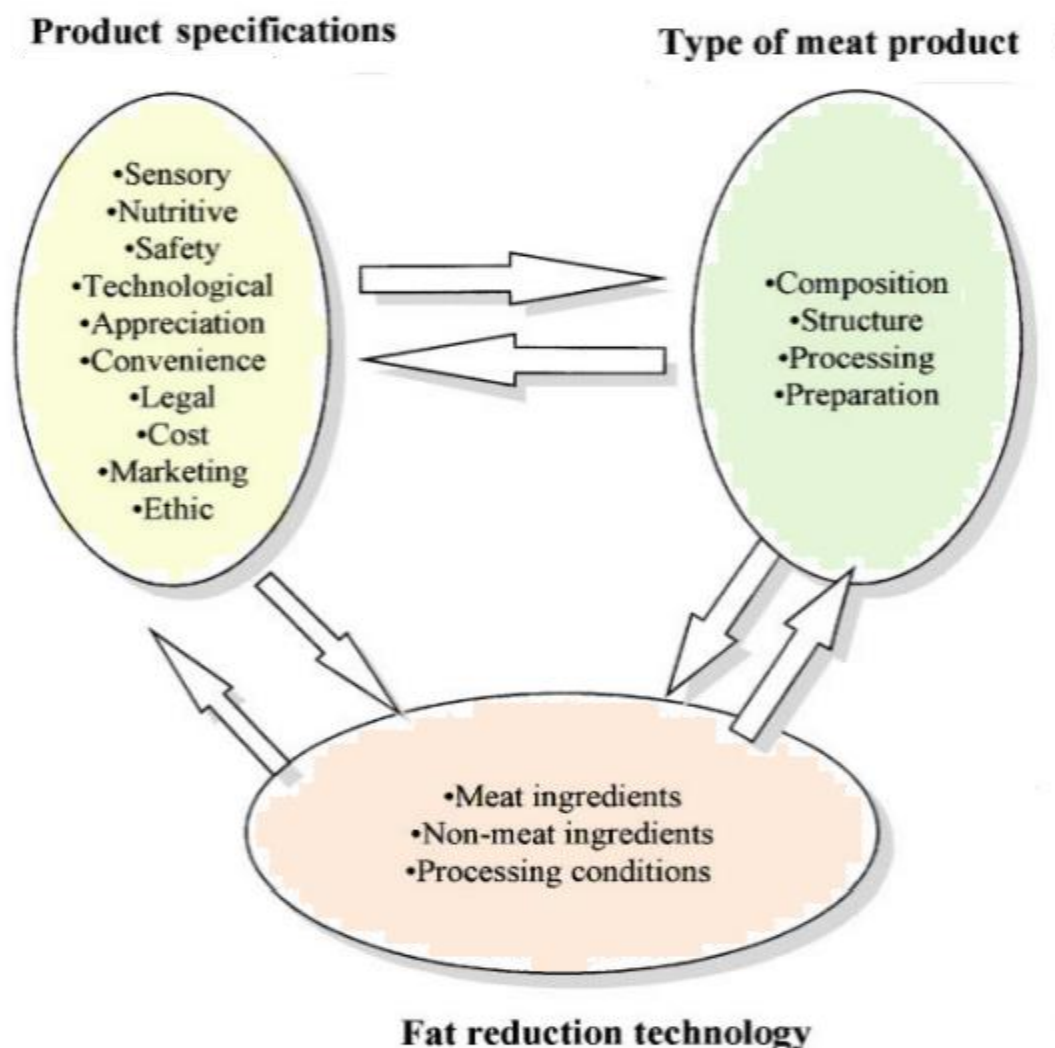 Product specifications
Type of meat product
•Sensory
•Nutritive
•Safety
•Technological
•Appreciation
•Convenience
•Legal
•Cost
•Marketing
•Ethic
•Composition
•Structure
•Processing
•Preparation
•Meat ingredients
•Non-meat ingredients
•Processing conditions
Fat reduction technology